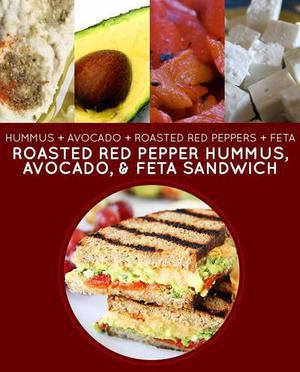 HUMMUS + AVOCADO + ROASTED RED PEPPERS + FETA
ROASTED RED PEPPER HUMMUS,
AVOCADO, & FETA SANDWICH